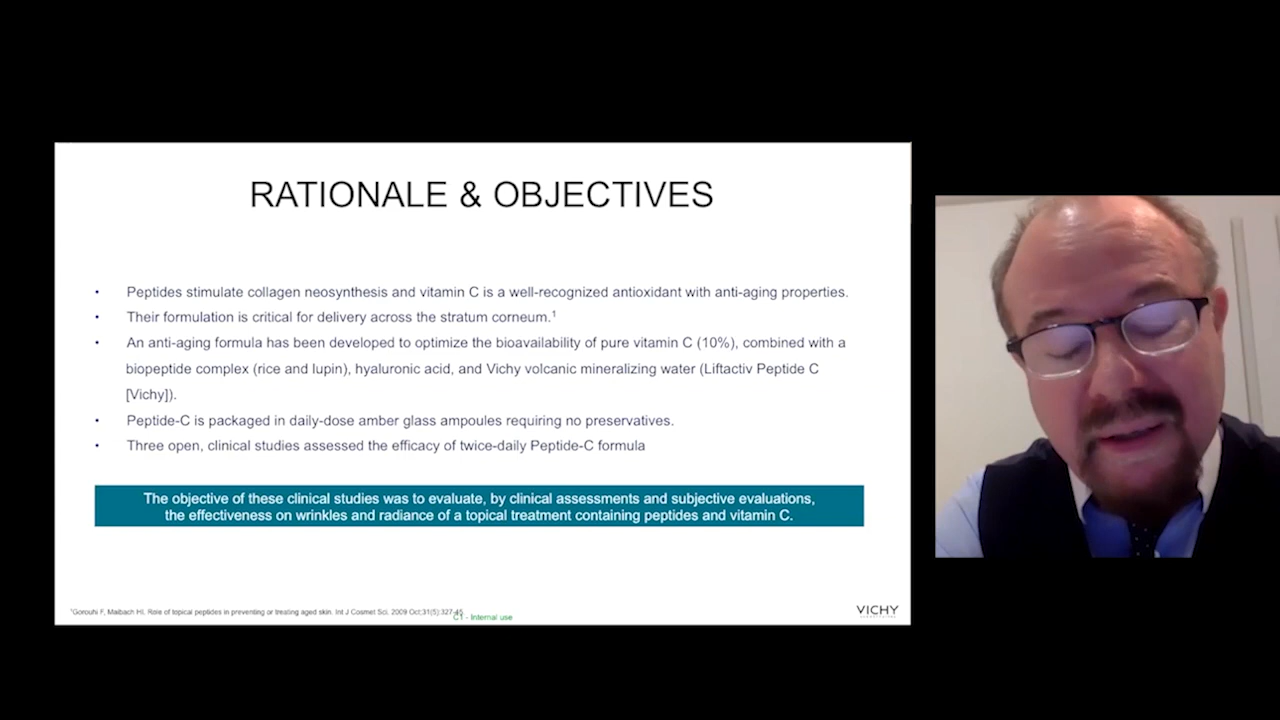 RATIONALE & OBJECTIVES
• Peptides stimulate collagen neosynthesis and vitamin C is a well-recognized antioxidant with anti-aging properties.
• Their formulation is critical for delivery across the stratum corneum.¹
• An anti-aging formula has been developed to optimize the bioavailability of pure vitamin C (10%), combined with a
biopeptide complex (rice and lupin), hyaluronic acid, and Vichy volcanic mineralizing water (Liftactiv Peptide C
[Vichy]).
• Peptide-C is packaged in daily-dose amber glass ampoules requiring no preservatives.
• Three open, clinical studies assessed the efficacy of twice-daily Peptide-C formula
The objective of these clinical studies was to evaluate, by clinical assessments and subjective evaluations,
the effectiveness on wrinkles and radiance of a topical treatment containing peptides and vitamin C.
¹Gorouhi F, Maibach HI. Role of topical peptides in preventing or treating aged skin. Int J Cosmet Sci. 2009 Oct;31(5):327-45.
C1 - Internal use
VICHY